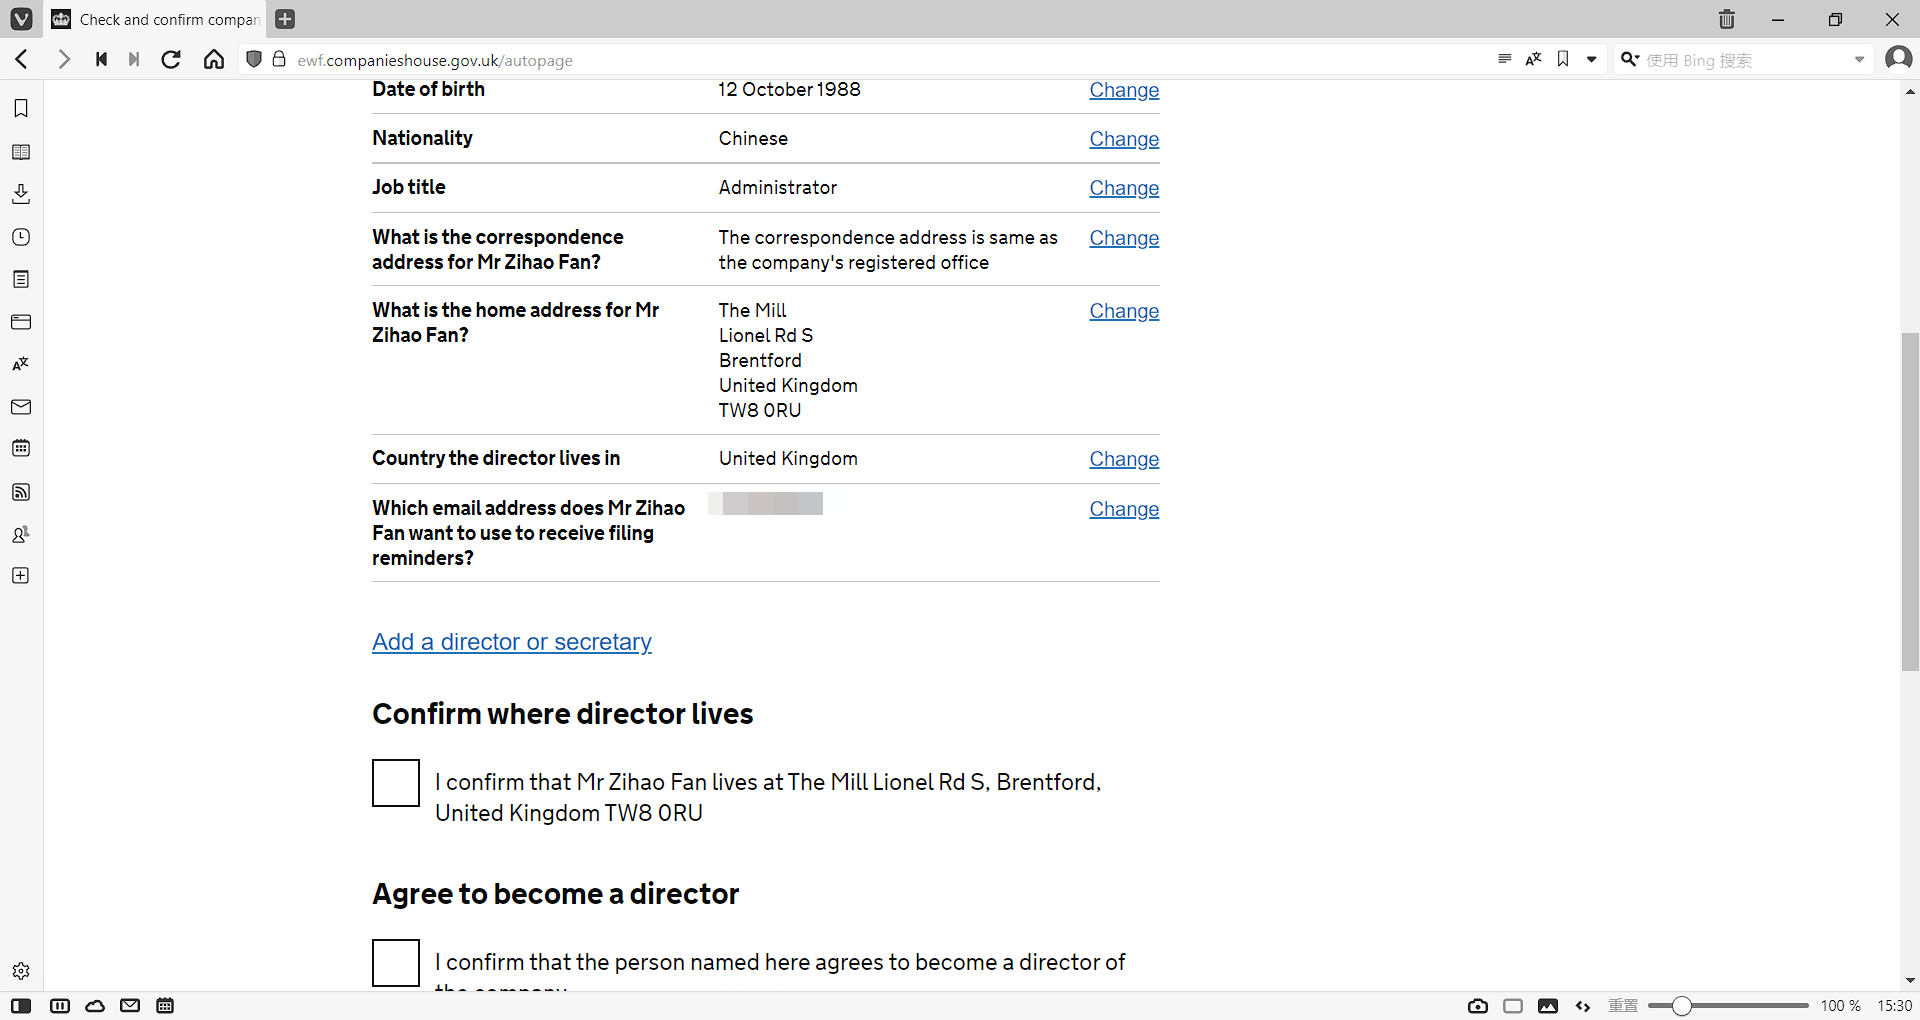 Check and confirm compan
ewf.companieshouse.gov.uk/autopage
使用 Bing 搜索
Date of birth 12 October 1988 Change
Nationality Chinese Change
Job title Administrator Change
What is the correspondence address for Mr Zihao Fan? The correspondence address is same as the company's registered office Change
What is the home address for Mr Zihao Fan? Change
The Mill
Lionel Rd S
Brentford
United Kingdom
TW8 0RU
Country the director lives in United Kingdom Change
Which email address does Mr Zihao Fan want to use to receive filing reminders? Change
Add a director or secretary
Confirm where director lives
I confirm that Mr Zihao Fan lives at The Mill Lionel Rd S, Brentford,
United Kingdom TW8 0RU
Agree to become a director
I confirm that the person named here agrees to become a director of
the company
重置 100 % 15:30